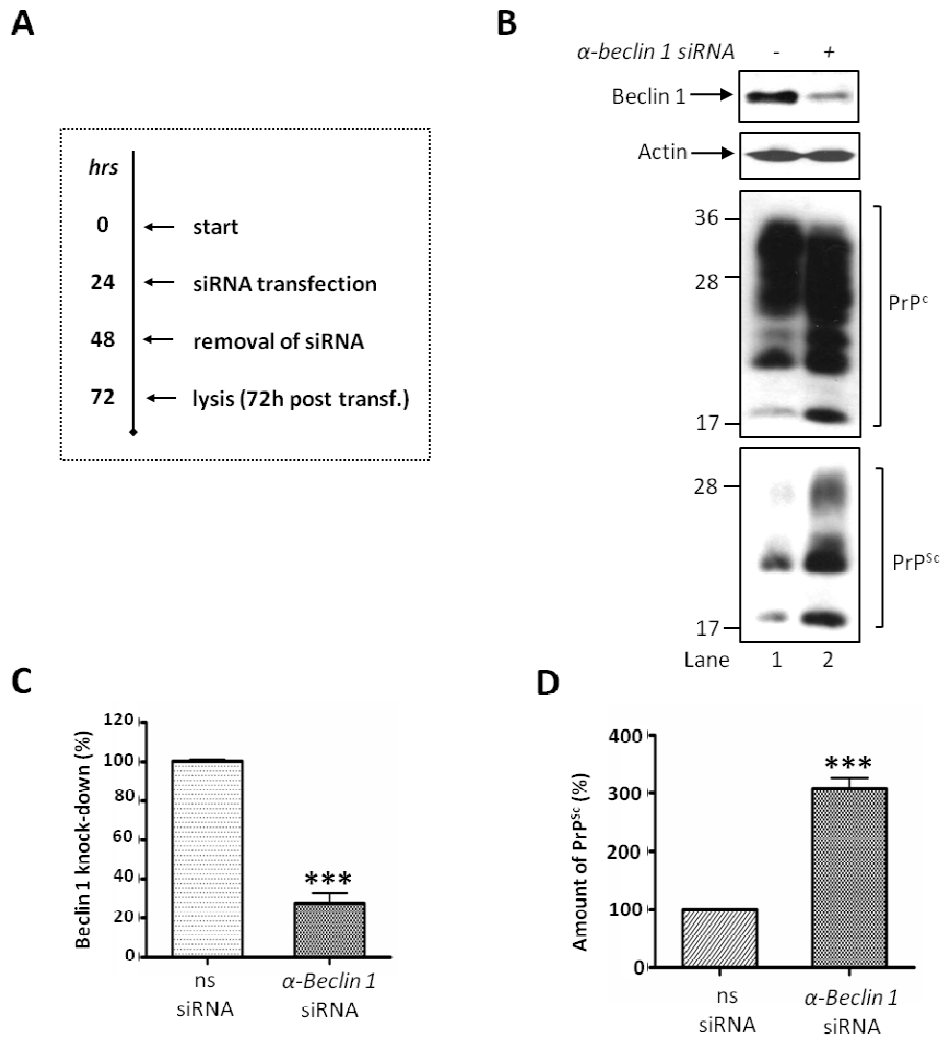 A
hrs
0 start
24 siRNA transfection
48 removal of siRNA
72 lysis (72h post transf.)
B
α-beclin 1 siRNA - +
Beclin 1
Actin
36
28
17
PrPᶜ
28
17
PrPˢᶜ
Lane 1 2
C
Beclin 1 knock-down (%)
120
100
80
60
40
20
0
***
ns siRNA
α-Beclin 1 siRNA
D
Amount of PrPˢᶜ (%)
400
300
200
100
0
***
ns siRNA
α-Beclin 1 siRNA